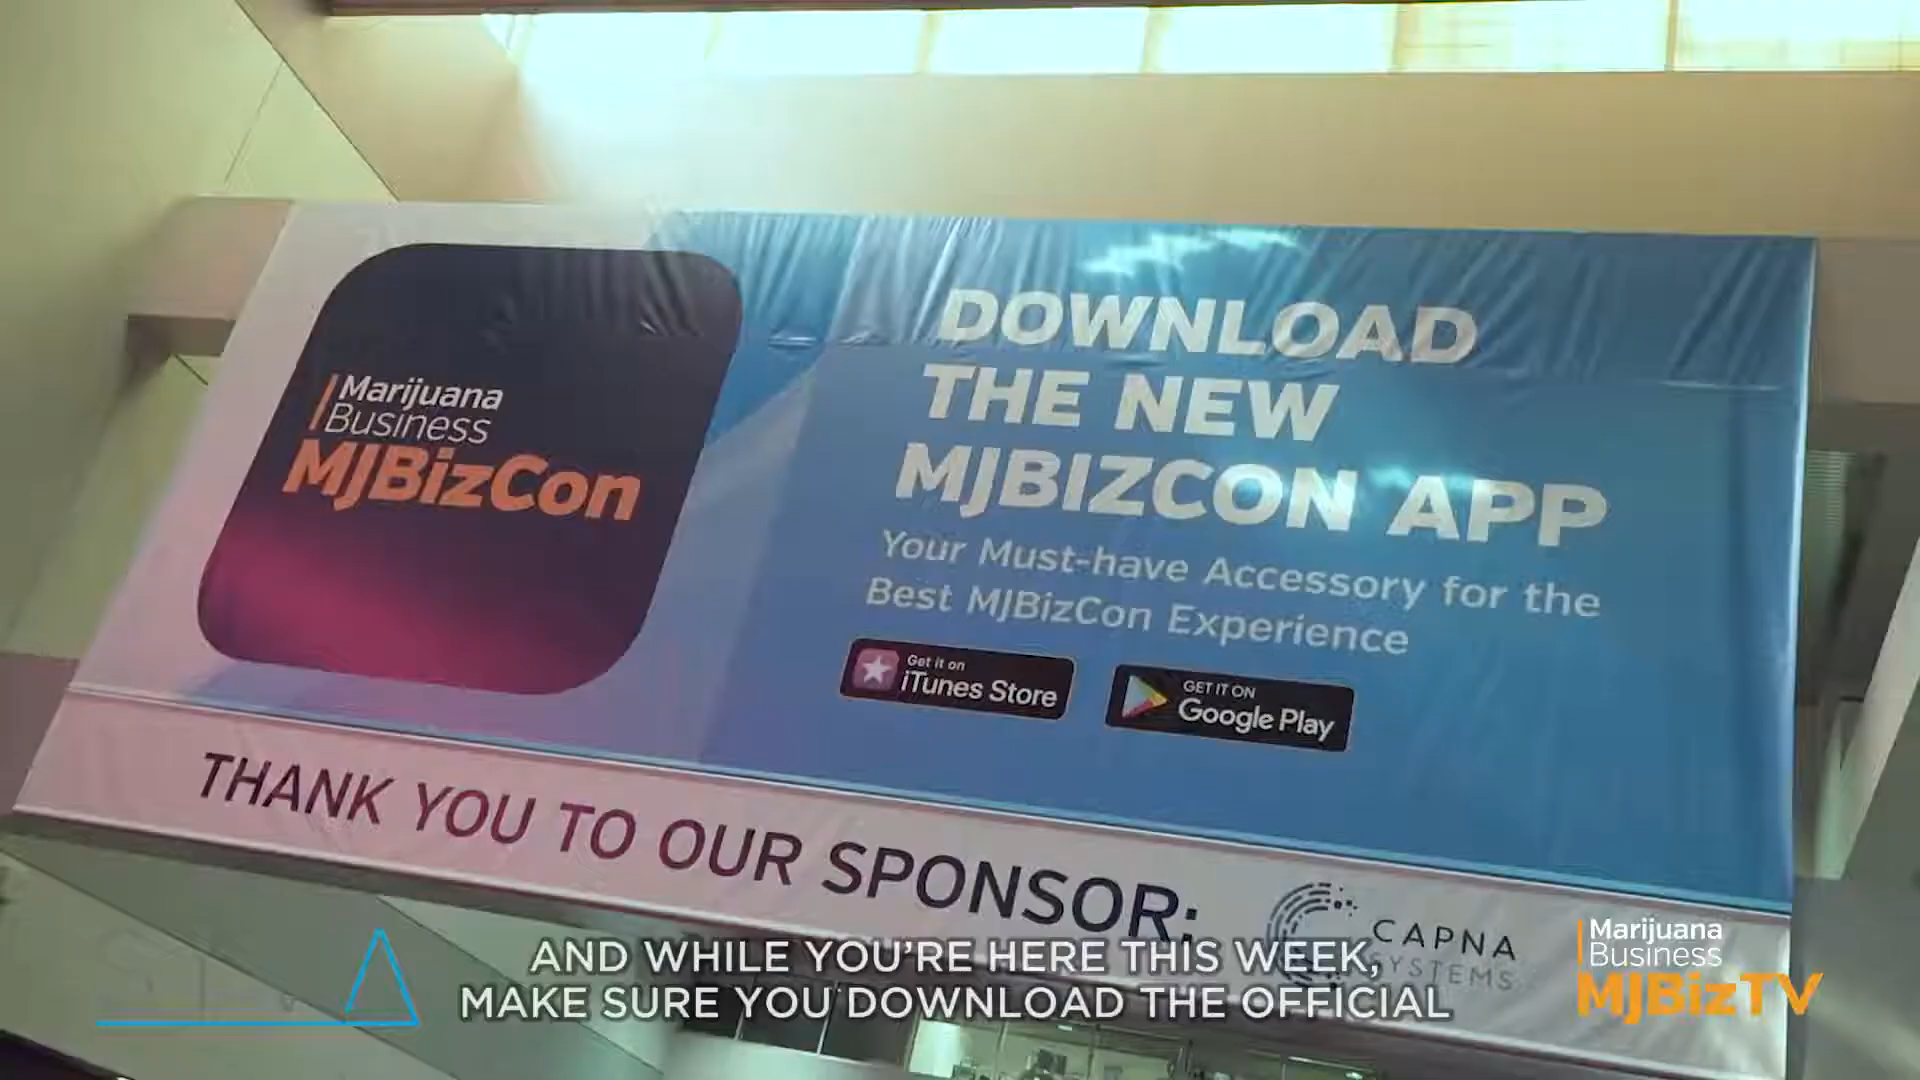 Marijuana
Business
MJBizCon
DOWNLOAD
THE NEW
MJBIZCON APP
Your Must-have Accessory for the
Best MJBizCon Experience
Get it on
iTunes Store
GET IT ON
Google Play
THANK YOU TO OUR SPONSOR:
CAPNA
SYSTEMS
AND WHILE YOU'RE HERE THIS WEEK,
MAKE SURE YOU DOWNLOAD THE OFFICIAL
Marijuana
Business
MJBizTV